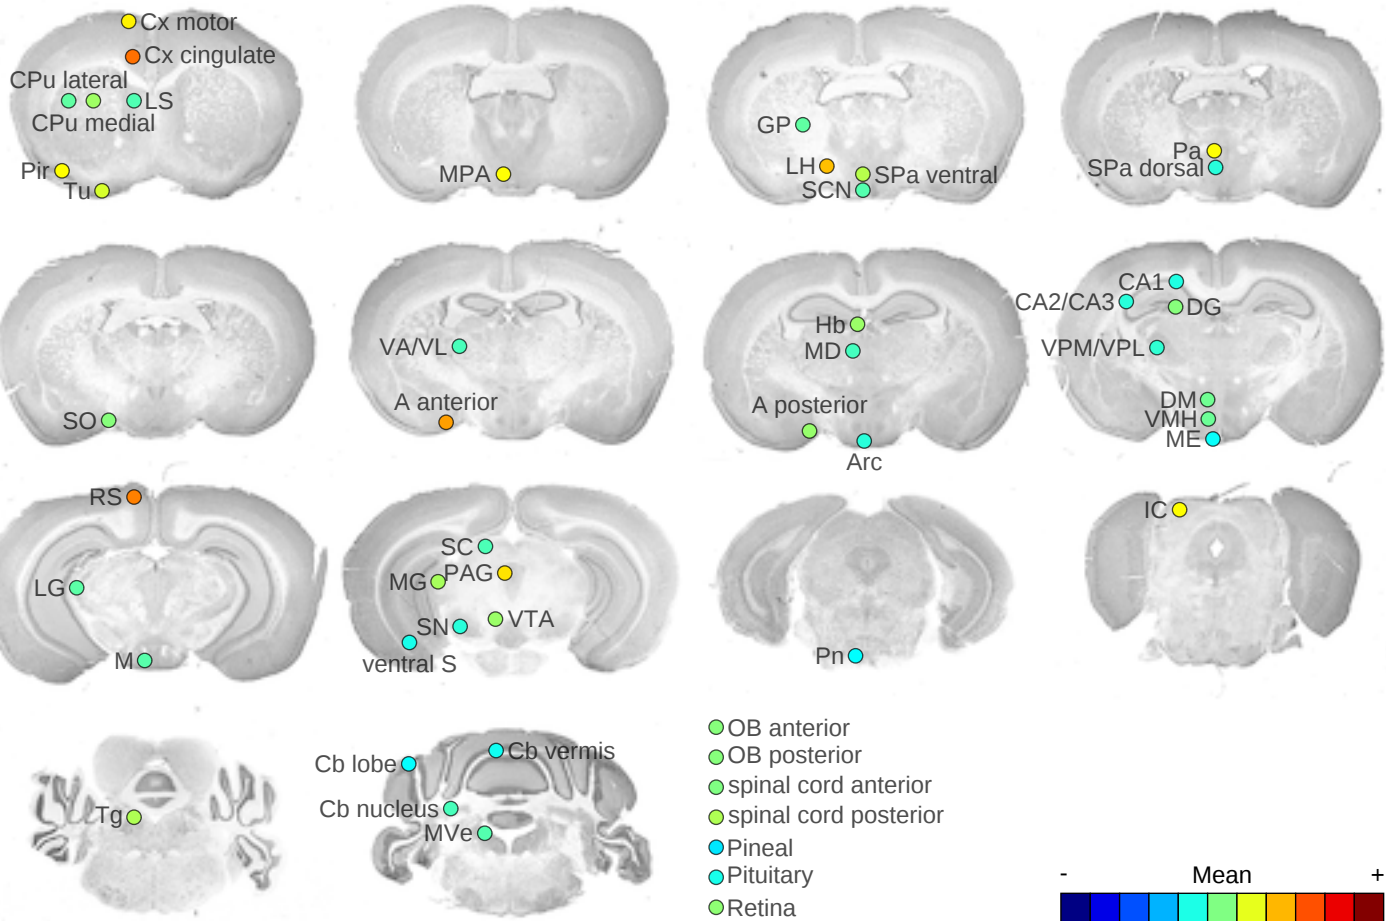 Cx motor
Cx cingulate
CPu lateral
LS
CPu medial
Pir
Tu
MPA
GP
LH
SPa ventral
SCN
Pa
SPa dorsal
SO
VA/VL
A anterior
Hb
MD
A posterior
Arc
CA1
CA2/CA3
DG
VPM/VPL
DM
VMH
ME
RS
LG
M
SC
MG
PAG
SN
VTA
ventral S
Pn
IC
Tg
Cb lobe
Cb vermis
Cb nucleus
MVe
OB anterior
OB posterior
spinal cord anterior
spinal cord posterior
Pineal
Pituitary
Retina
- Mean +